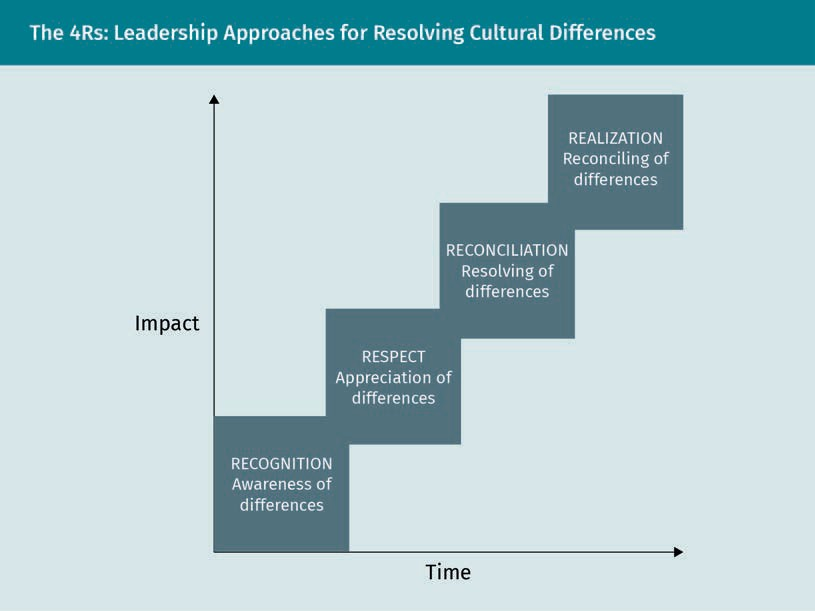 The 4Rs: Leadership Approaches for Resolving Cultural Differences
REALIZATION
Reconciling of
differences
RECONCILIATION
Resolving of
differences
Impact
RESPECT
Appreciation of
differences
RECOGNITION
Awareness of
differences
Time